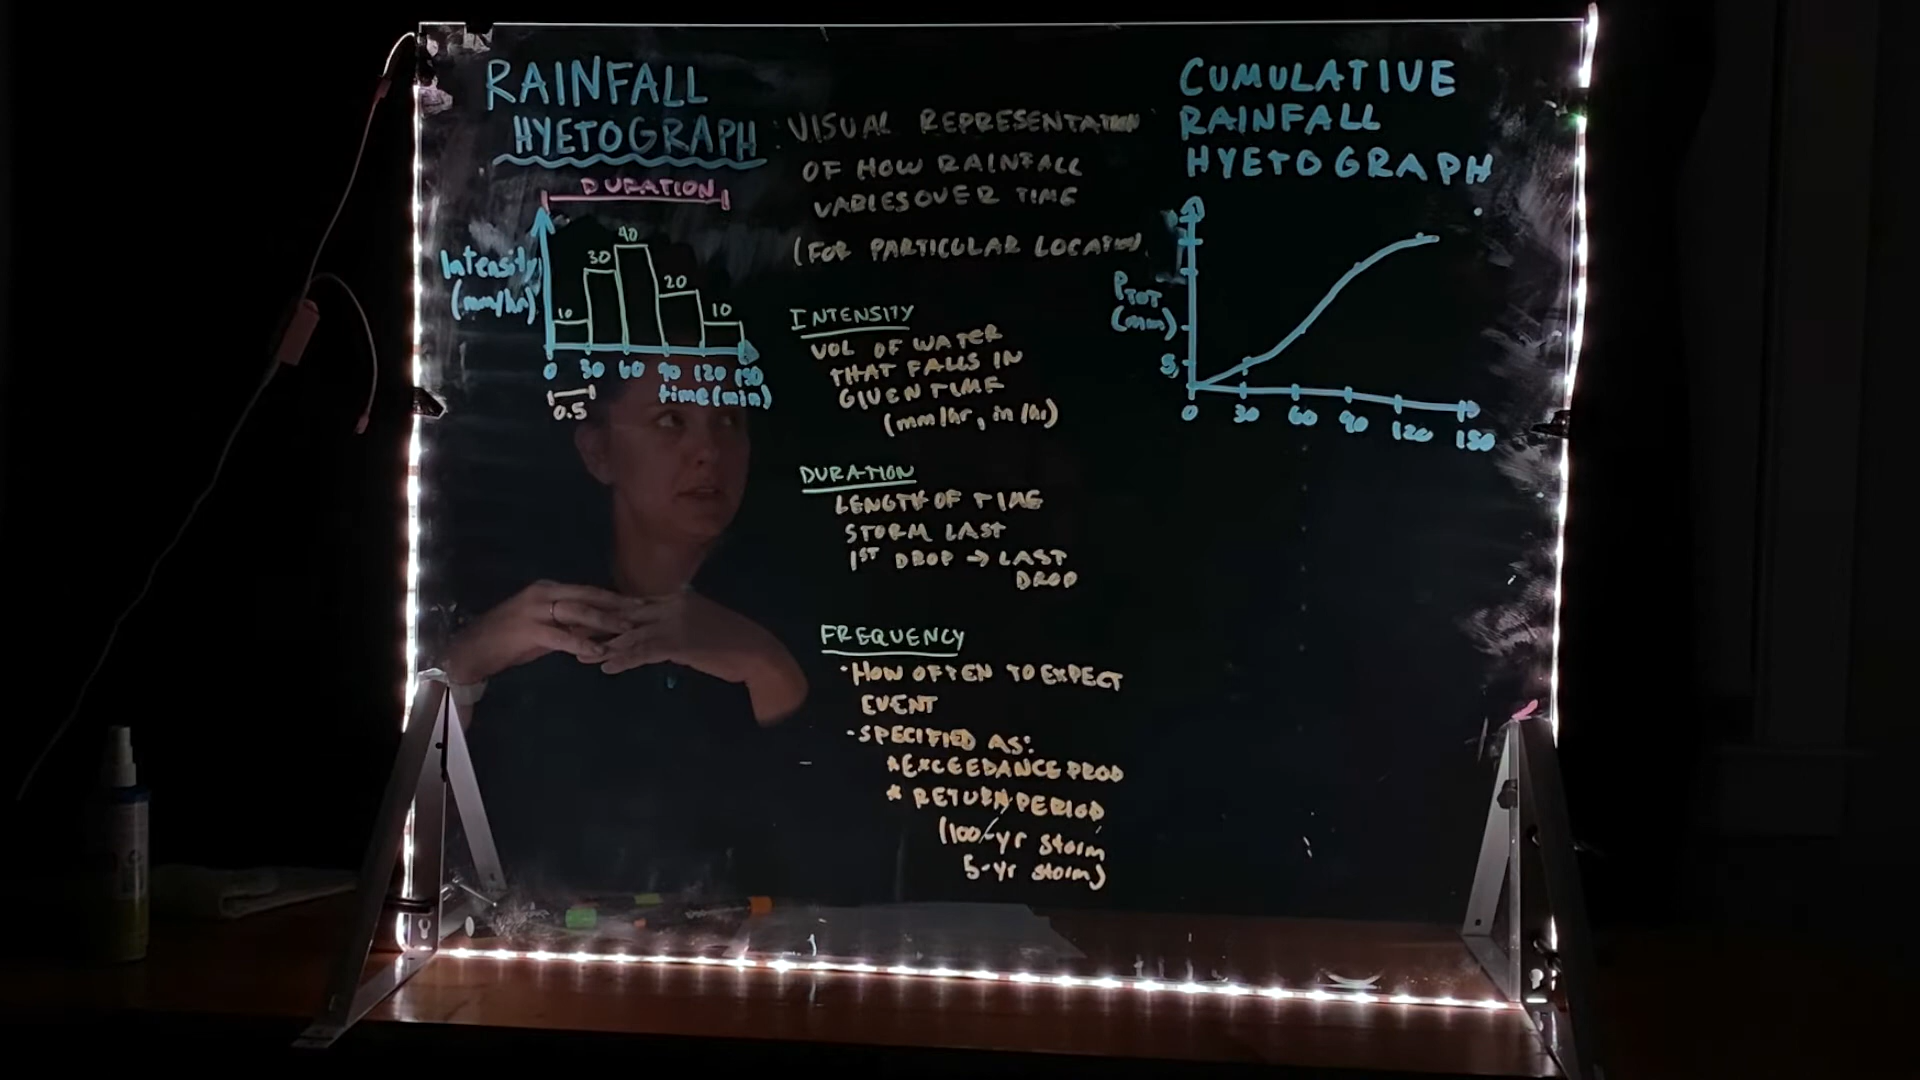 RAINFALL
HYETOGRAPH
: VISUAL REPRESENTATION
OF HOW RAINFALL
VARIES OVER TIME
(FOR PARTICULAR LOCATION
DURATION
Intensity
(mm/hr)
10
30
40
20
10
0 30 60 90 120 150
time (min)
0.5
INTENSITY
VOL OF WATER
THAT FALLS IN
GIVEN TIME
(mm/hr, in/hr)
DURATION
LENGTH OF TIME
STORM LAST
1ST DROP → LAST
DROP
FREQUENCY
· HOW OFTEN TO EXPECT
EVENT
· SPECIFIED AS:
* EXCEEDANCE PROB
* RETURN PERIOD
(100-yr storm
5-yr storm)
CUMULATIVE
RAINFALL
HYETOGRAPH
PTOT
(mm)
5
0 30 60 90 120 150